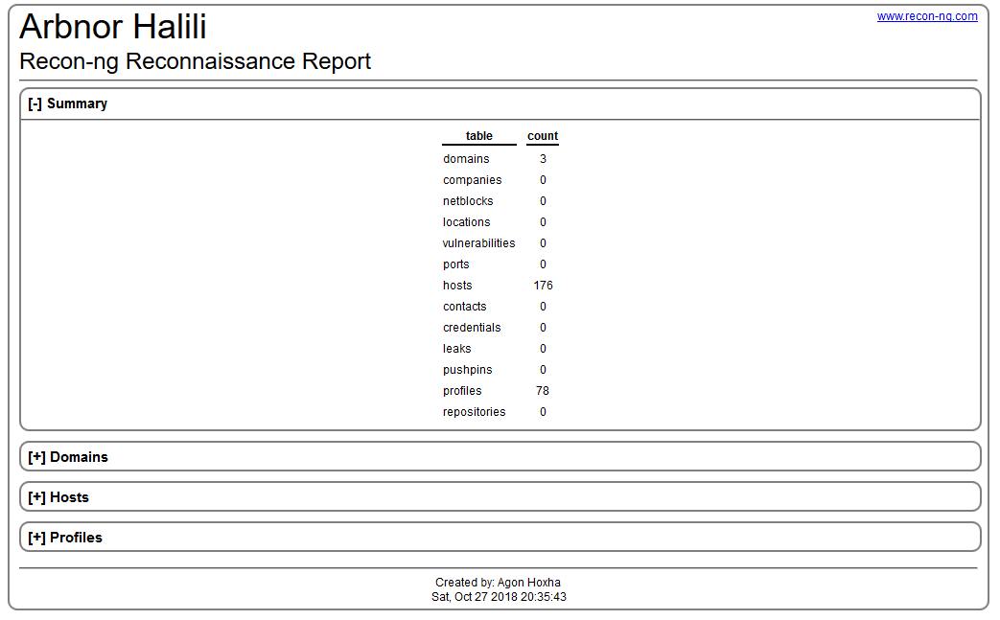 Arbnor Halili
www.recon-ng.com
Recon-ng Reconnaissance Report
[-] Summary
table count
domains 3
companies 0
netblocks 0
locations 0
vulnerabilities 0
ports 0
hosts 176
contacts 0
credentials 0
leaks 0
pushpins 0
profiles 78
repositories 0
[+] Domains
[+] Hosts
[+] Profiles
Created by: Agon Hoxha
Sat, Oct 27 2018 20:35:43